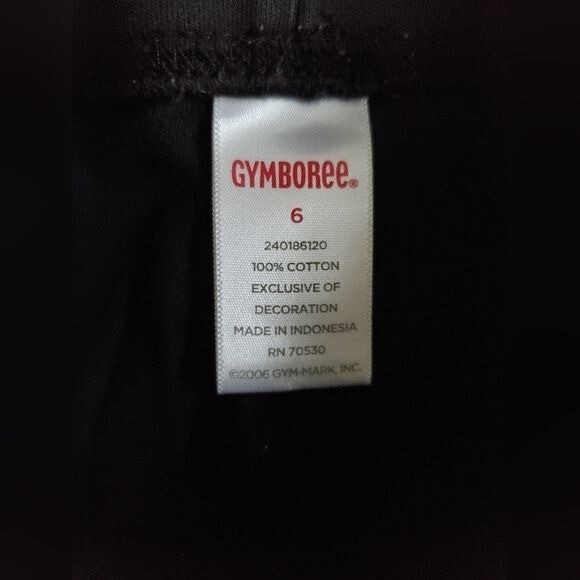 GYMBORee®
6
240186120
100% COTTON
EXCLUSIVE OF
DECORATION
MADE IN INDONESIA
RN 70530
©2006 GYM-MARK, INC.